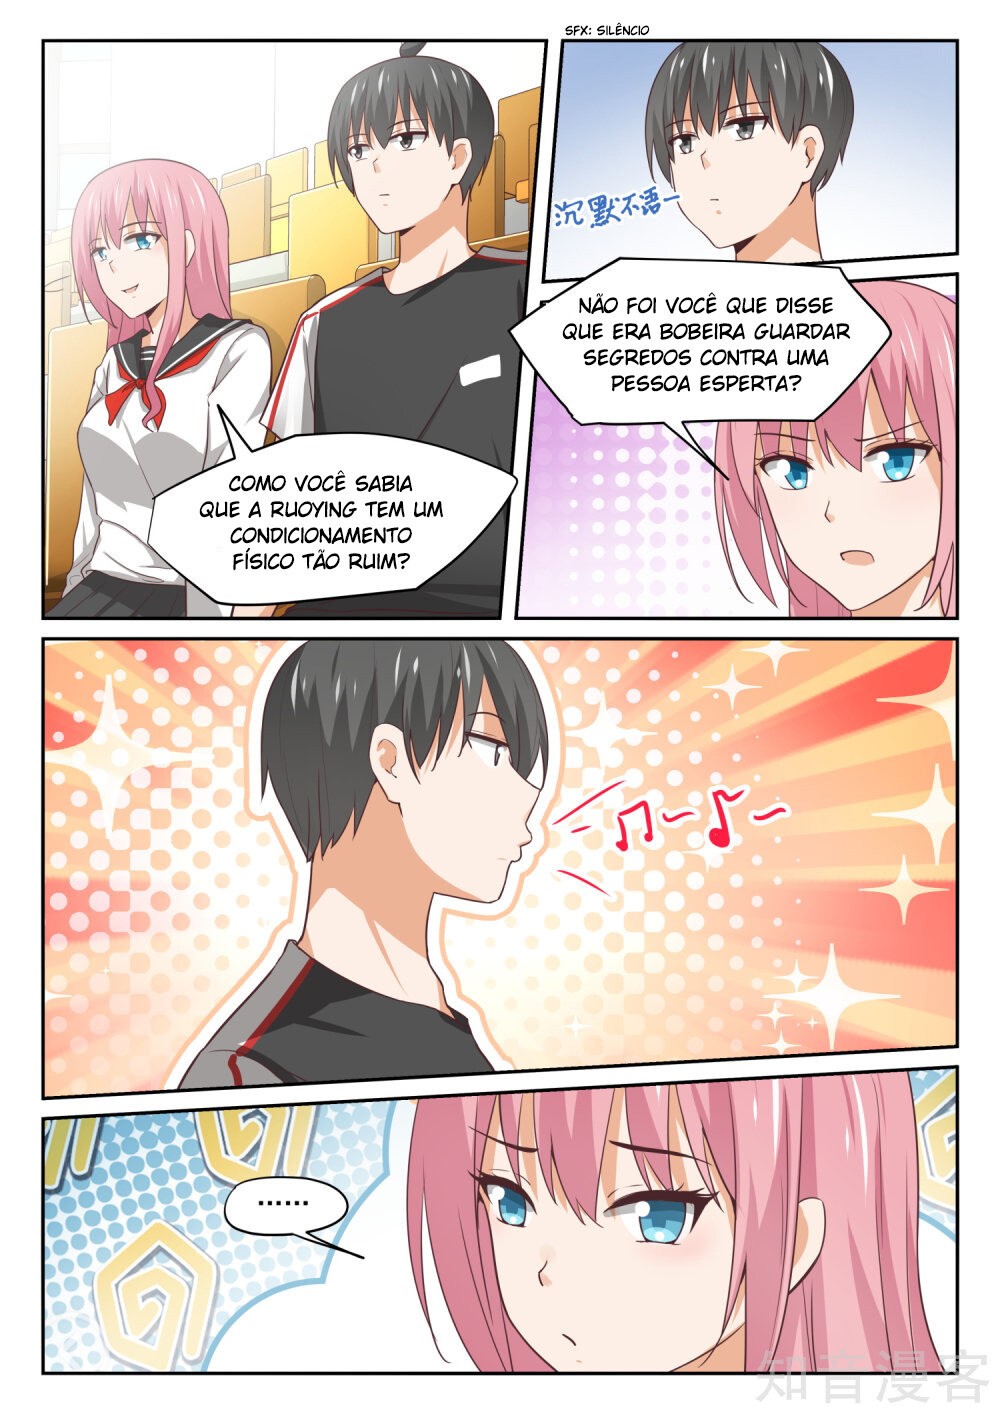 SFX: SILÊNCIO
COMO VOCÊ SABIA
QUE A RUOYING TEM UM
CONDICIONAMENTO
FÍSICO TÃO RUIM?
沉默不语
NÃO FOI VOCÊ QUE DISSE
QUE ERA BOBEIRA GUARDAR
SEGREDOS CONTRA UMA
PESSOA ESPERTA?
......
知音漫客